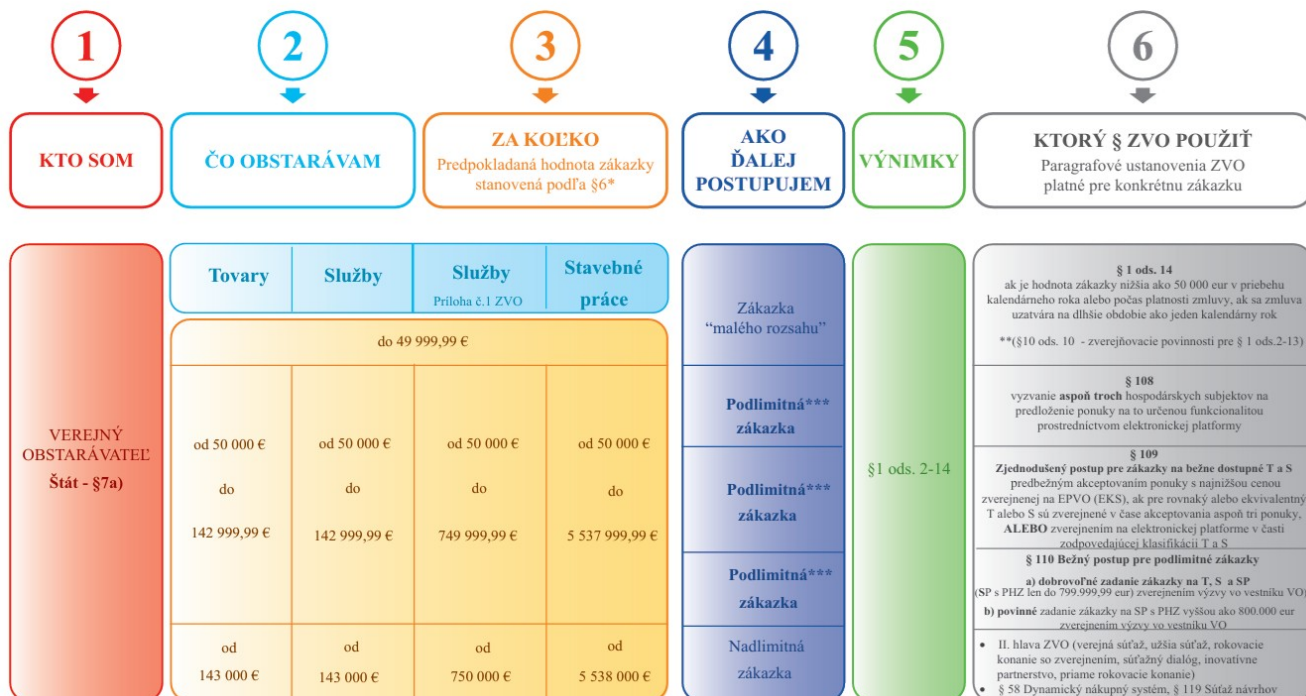 1
2
3
4
5
6
KTO SOM
ČO OBSTARÁVAM
ZA KOĽKO
Predpokladaná hodnota zákazky
stanovená podľa §6*
AKO
ĎALEJ
POSTUPUJEM
VÝNIMKY
KTORÝ § ZVO POUŽIŤ
Paragrafové ustanovenia ZVO
platné pre konkrétnu zákazku
VEREJNÝ
OBSTARÁVATEĽ
Štát - §7a)
Tovary
Služby
Služby
Príloha č.1 ZVO
Stavebné
práce
do 49 999,99 €
od 50 000 €
do
142 999,99 €
od 50 000 €
do
142 999,99 €
od 50 000 €
do
749 999,99 €
od 50 000 €
do
5 537 999,99 €
od
143 000 €
od
143 000 €
od
750 000 €
od
5 538 000 €
Zákazka
“malého rozsahu”
Podlimitná***
zákazka
Podlimitná***
zákazka
Podlimitná***
zákazka
Nadlimitná
zákazka
§1 ods. 2-14
§ 1 ods. 14
ak je hodnota zákazky nižšia ako 50 000 eur v priebehu
kalendárneho roka alebo počas platnosti zmluvy, ak sa zmluva
uzatvára na dlhšie obdobie ako jeden kalendárny rok
**(§10 ods. 10 - zverejňovacie povinnosti pre § 1 ods.2-13)
§ 108
vyzvanie aspoň troch hospodárskych subjektov na
predloženie ponuky na to určenou funkcionalitou
prostredníctvom elektronickej platformy
§ 109
Zjednodušený postup pre zákazky na bežne dostupné T a S
predbežným akceptovaním ponuky s najnižšou cenou
zverejnenej na EPVO (EKS), ak pre rovnaký alebo ekvivalentný
T alebo S sú zverejnené v čase akceptovania aspoň tri ponuky,
ALEBO zverejnením na elektronickej platforme v časti
zodpovedajúcej klasifikácií T a S
§ 110 Bežný postup pre podlimitné zákazky
a) dobrovoľné zadanie zákazky na T, S a SP
(SP s PHZ len do 799.999,99 eur) zverejnením výzvy vo vestníku VO)
b) povinné zadanie zákazky na SP s PHZ vyššou ako 800.000 eur
zverejnením výzvy vo vestníku VO
• II. hlava ZVO (verejná súťaž, užšia súťaž, rokovacie
konanie so zverejnením, súťažný dialóg, inovatívne
partnerstvo, priame rokovacie konanie)
• § 58 Dynamický nákupný systém, § 119 Súťaž návrhov